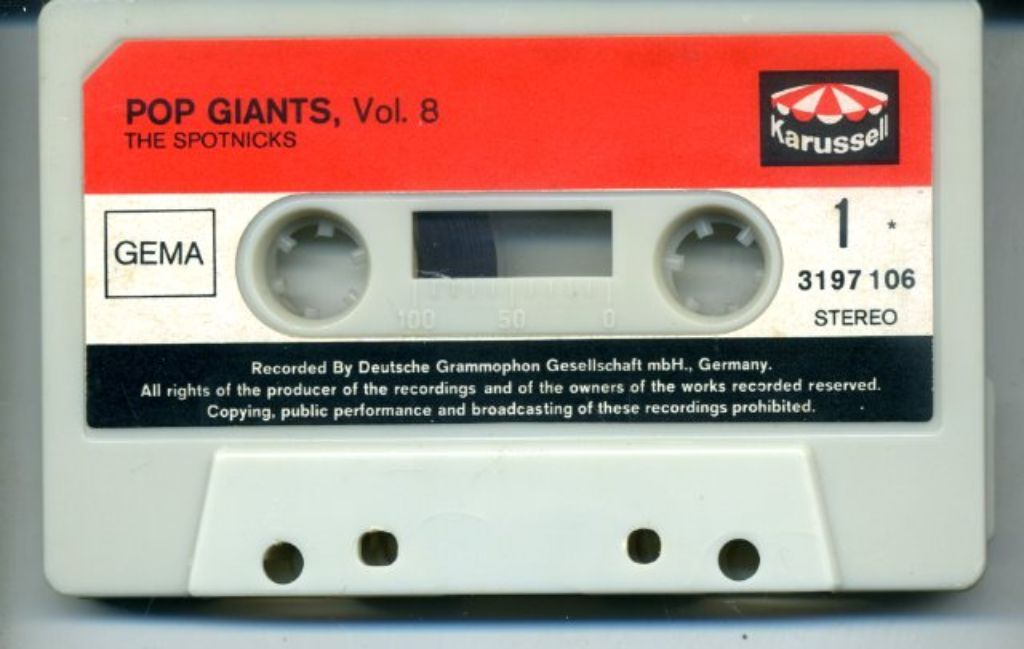 POP GIANTS, Vol. 8
THE SPOTNICKS
Karussell
GEMA
1 *
3197 106
STEREO
100 50 0
Recorded By Deutsche Grammophon Gesellschaft mbH., Germany.
All rights of the producer of the recordings and of the owners of the works recorded reserved.
Copying, public performance and broadcasting of these recordings prohibited.